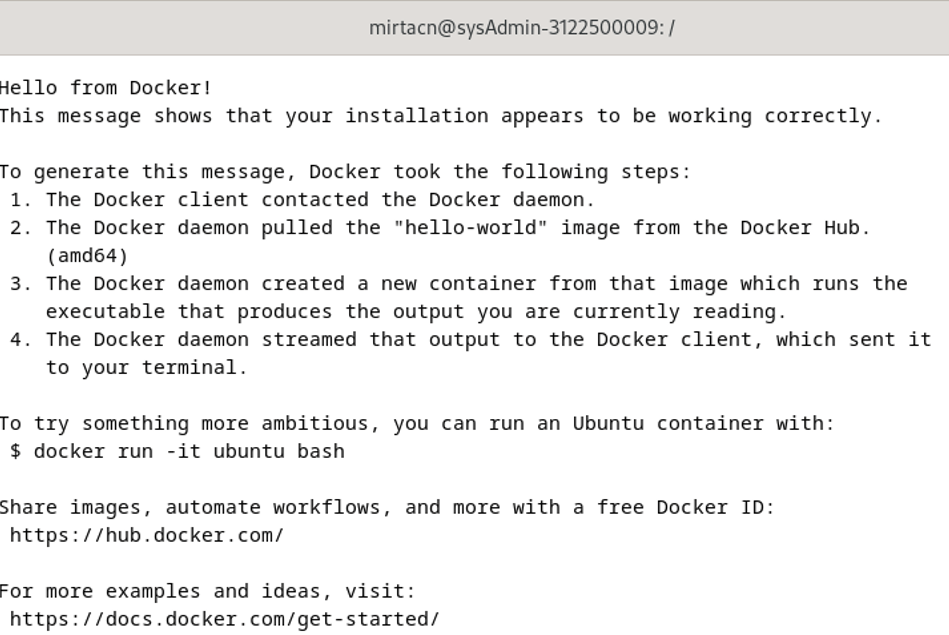 mirtacn@sysAdmin-3122500009: /
Hello from Docker!
This message shows that your installation appears to be working correctly.
To generate this message, Docker took the following steps:
1. The Docker client contacted the Docker daemon.
2. The Docker daemon pulled the "hello-world" image from the Docker Hub.
(amd64)
3. The Docker daemon created a new container from that image which runs the
executable that produces the output you are currently reading.
4. The Docker daemon streamed that output to the Docker client, which sent it
to your terminal.
To try something more ambitious, you can run an Ubuntu container with:
$ docker run -it ubuntu bash
Share images, automate workflows, and more with a free Docker ID:
https://hub.docker.com/
For more examples and ideas, visit:
https://docs.docker.com/get-started/